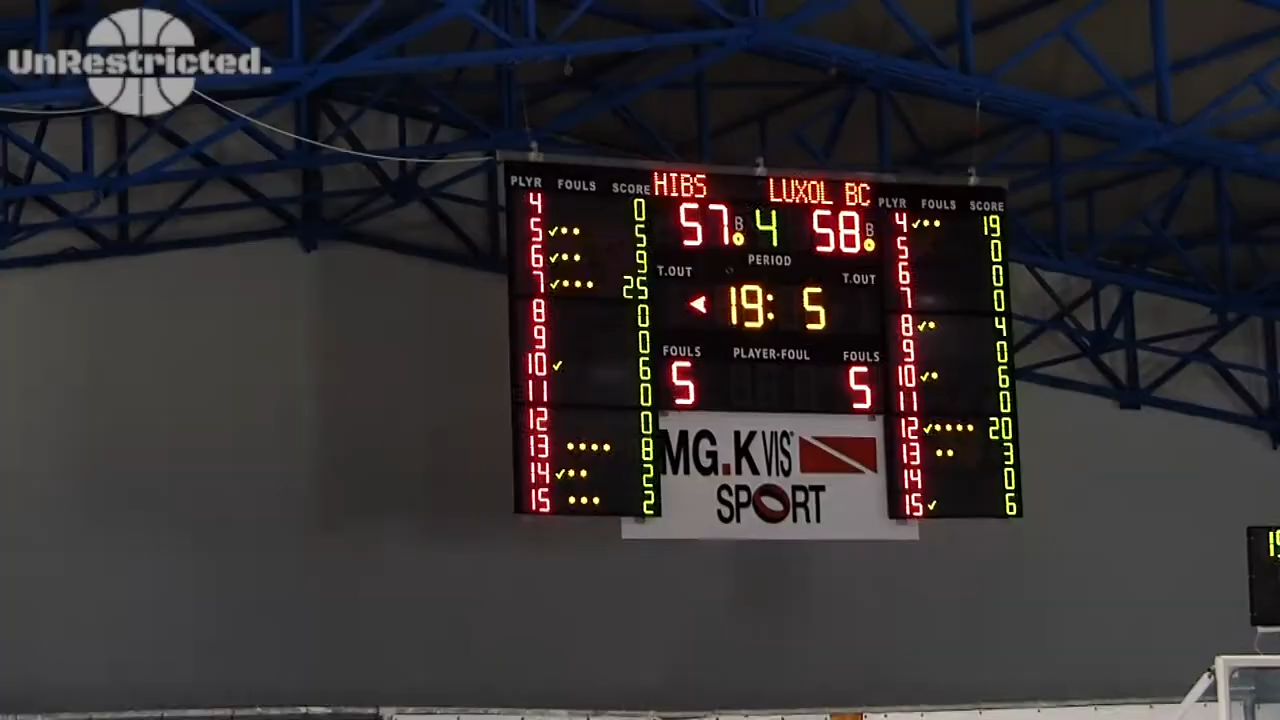 UnRestricted.
HIBS LUXOL BC
57 B 4 58 B
PERIOD
T.OUT T.OUT
19: 5
FOULS PLAYER-FOUL FOULS
5 5
PLYR FOULS SCORE
4 0
5 ✓ 5
6 ✓ 9
7 ✓ 25
8 0
9 0
10 ✓ 6
11 0
12 0
13 8
14 ✓ 2
15 2
PLYR FOULS SCORE
4 ✓ 19
5 0
6 0
7 0
8 ✓ 4
9 0
10 ✓ 6
11 0
12 ✓ 20
13 3
14 0
15 ✓ 6
MG.KVIS
SPORT